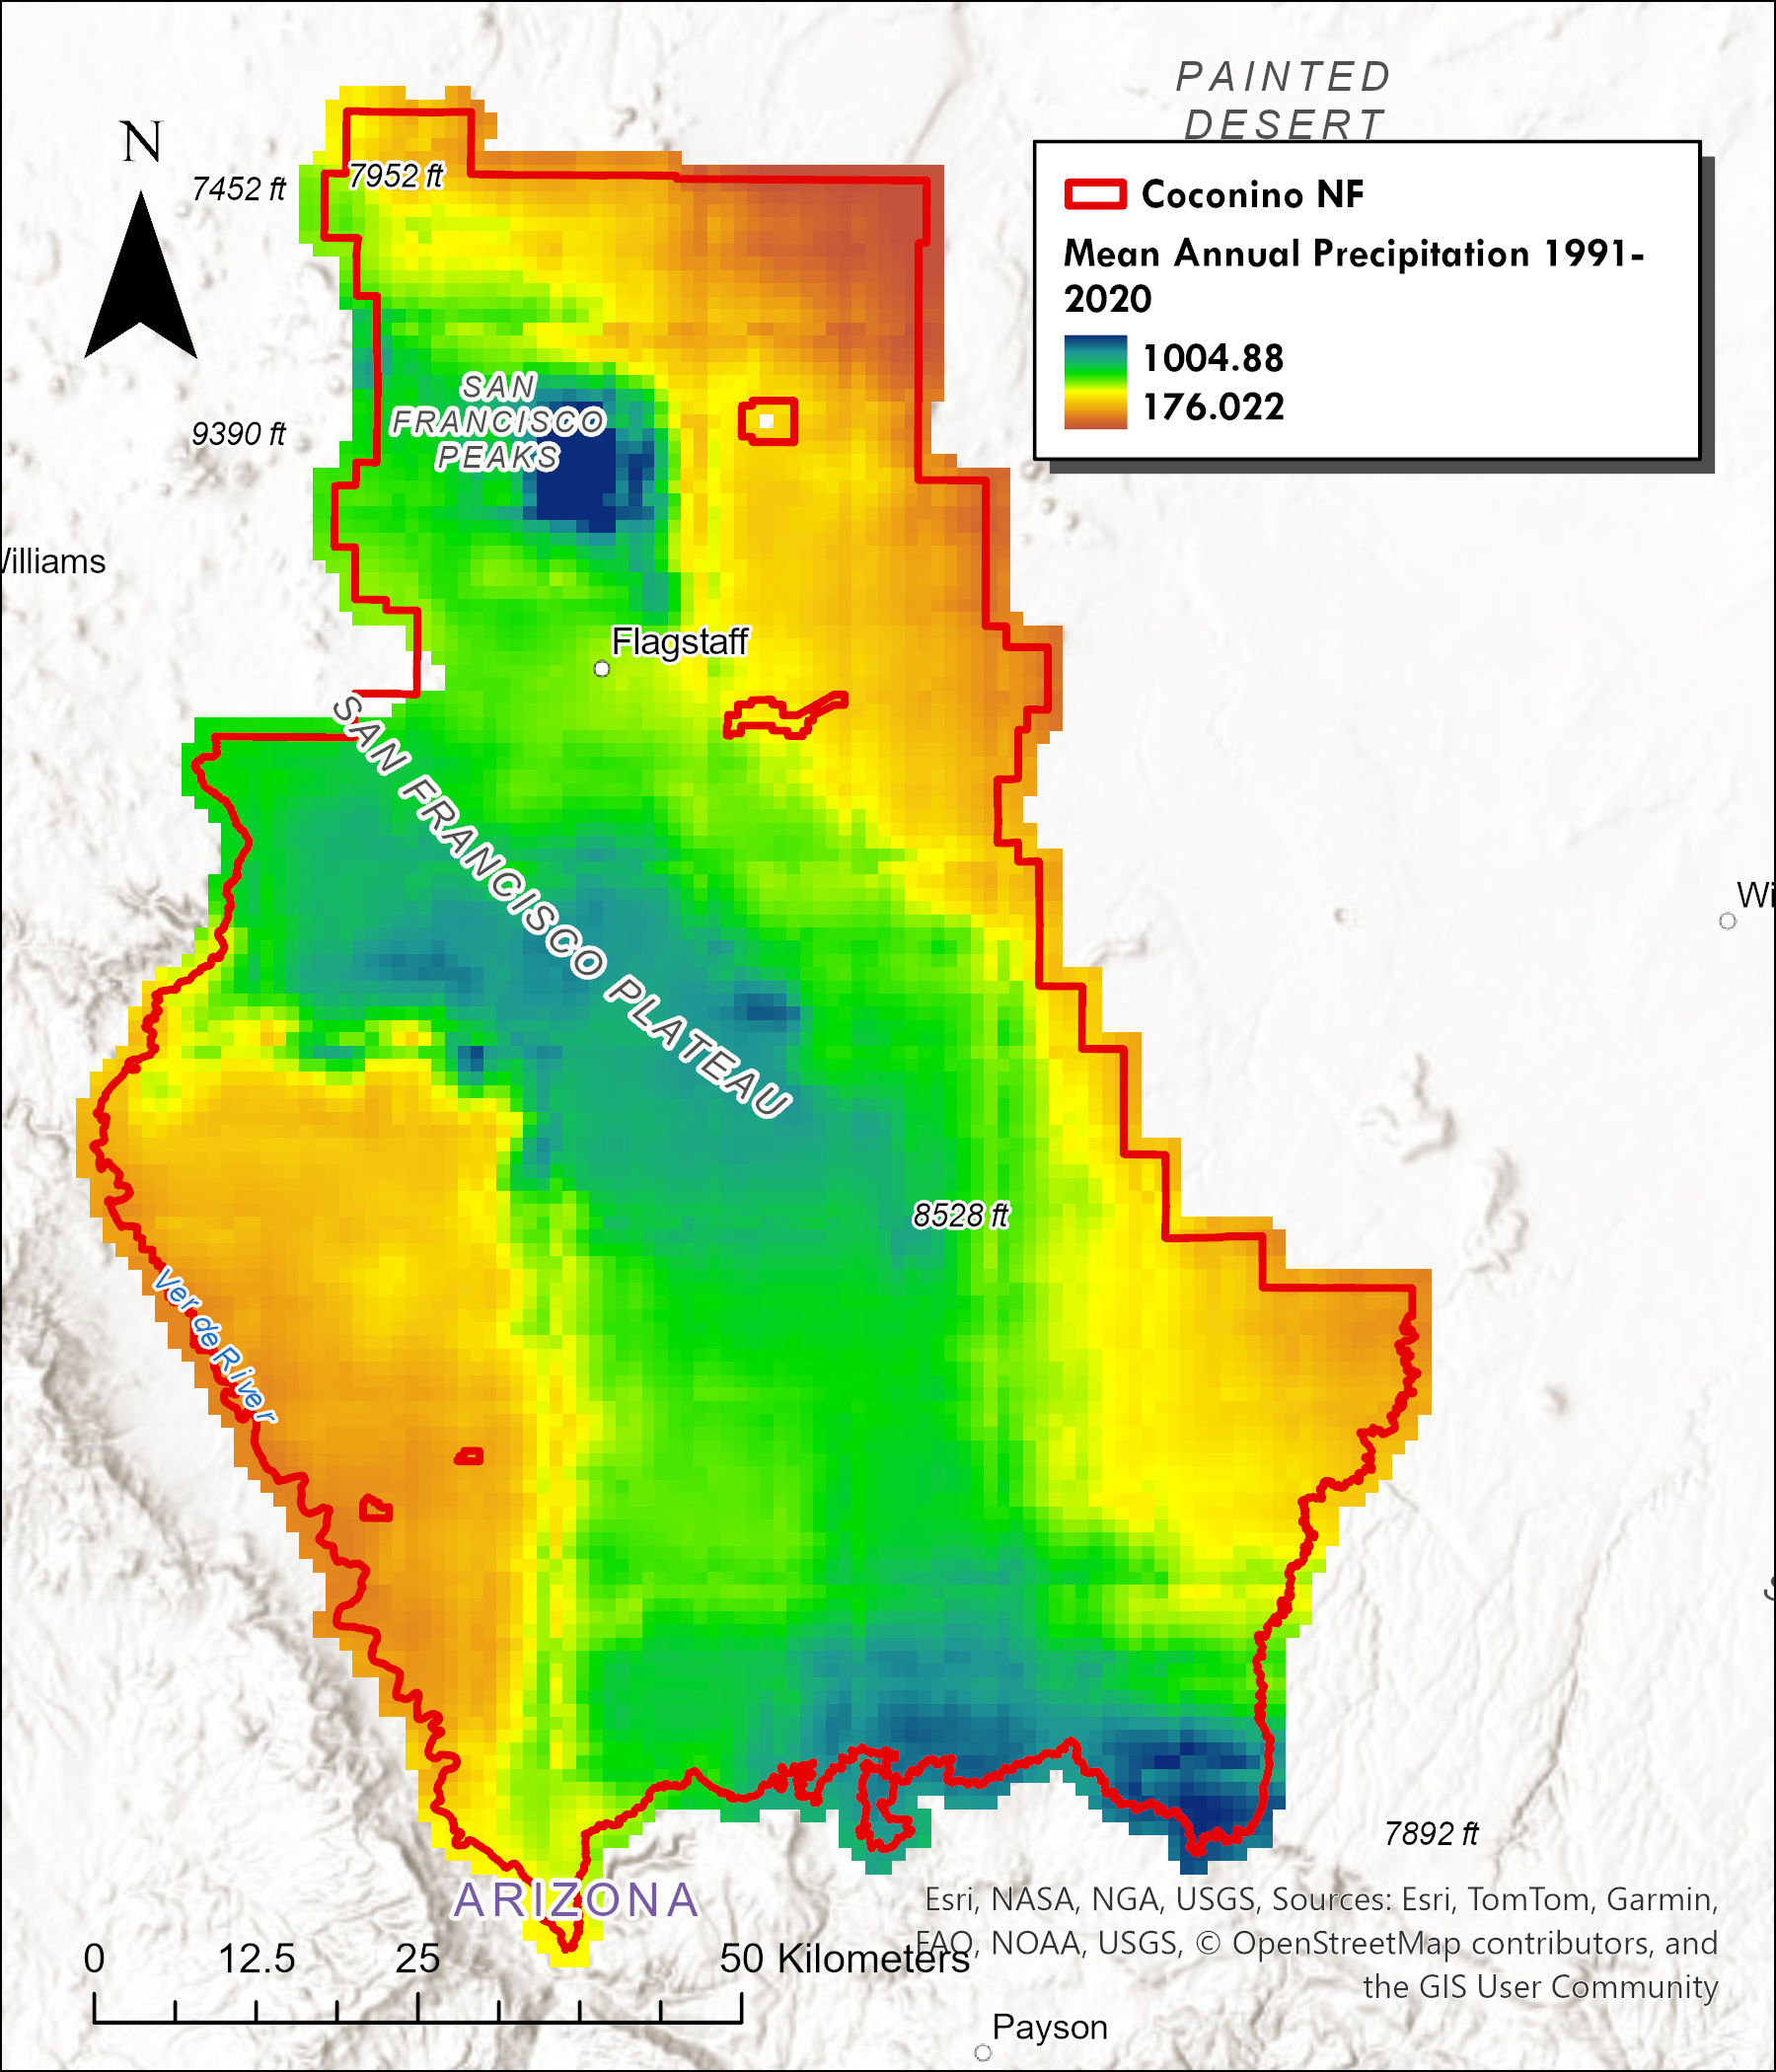 PAINTED
DESERT
N
7452 ft
7952 ft
Coconino NF
Mean Annual Precipitation 1991-
2020
1004.88
176.022
SAN
FRANCISCO
PEAKS
9390 ft
Williams
Flagstaff
SAN FRANCISCO PLATEAU
Wi
8528 ft
Verde River
7892 ft
ARIZONA
Esri, NASA, NGA, USGS, Sources: Esri, TomTom, Garmin,
FAO, NOAA, USGS, © OpenStreetMap contributors, and
the GIS User Community
0 12.5 25 50 Kilometers
Payson